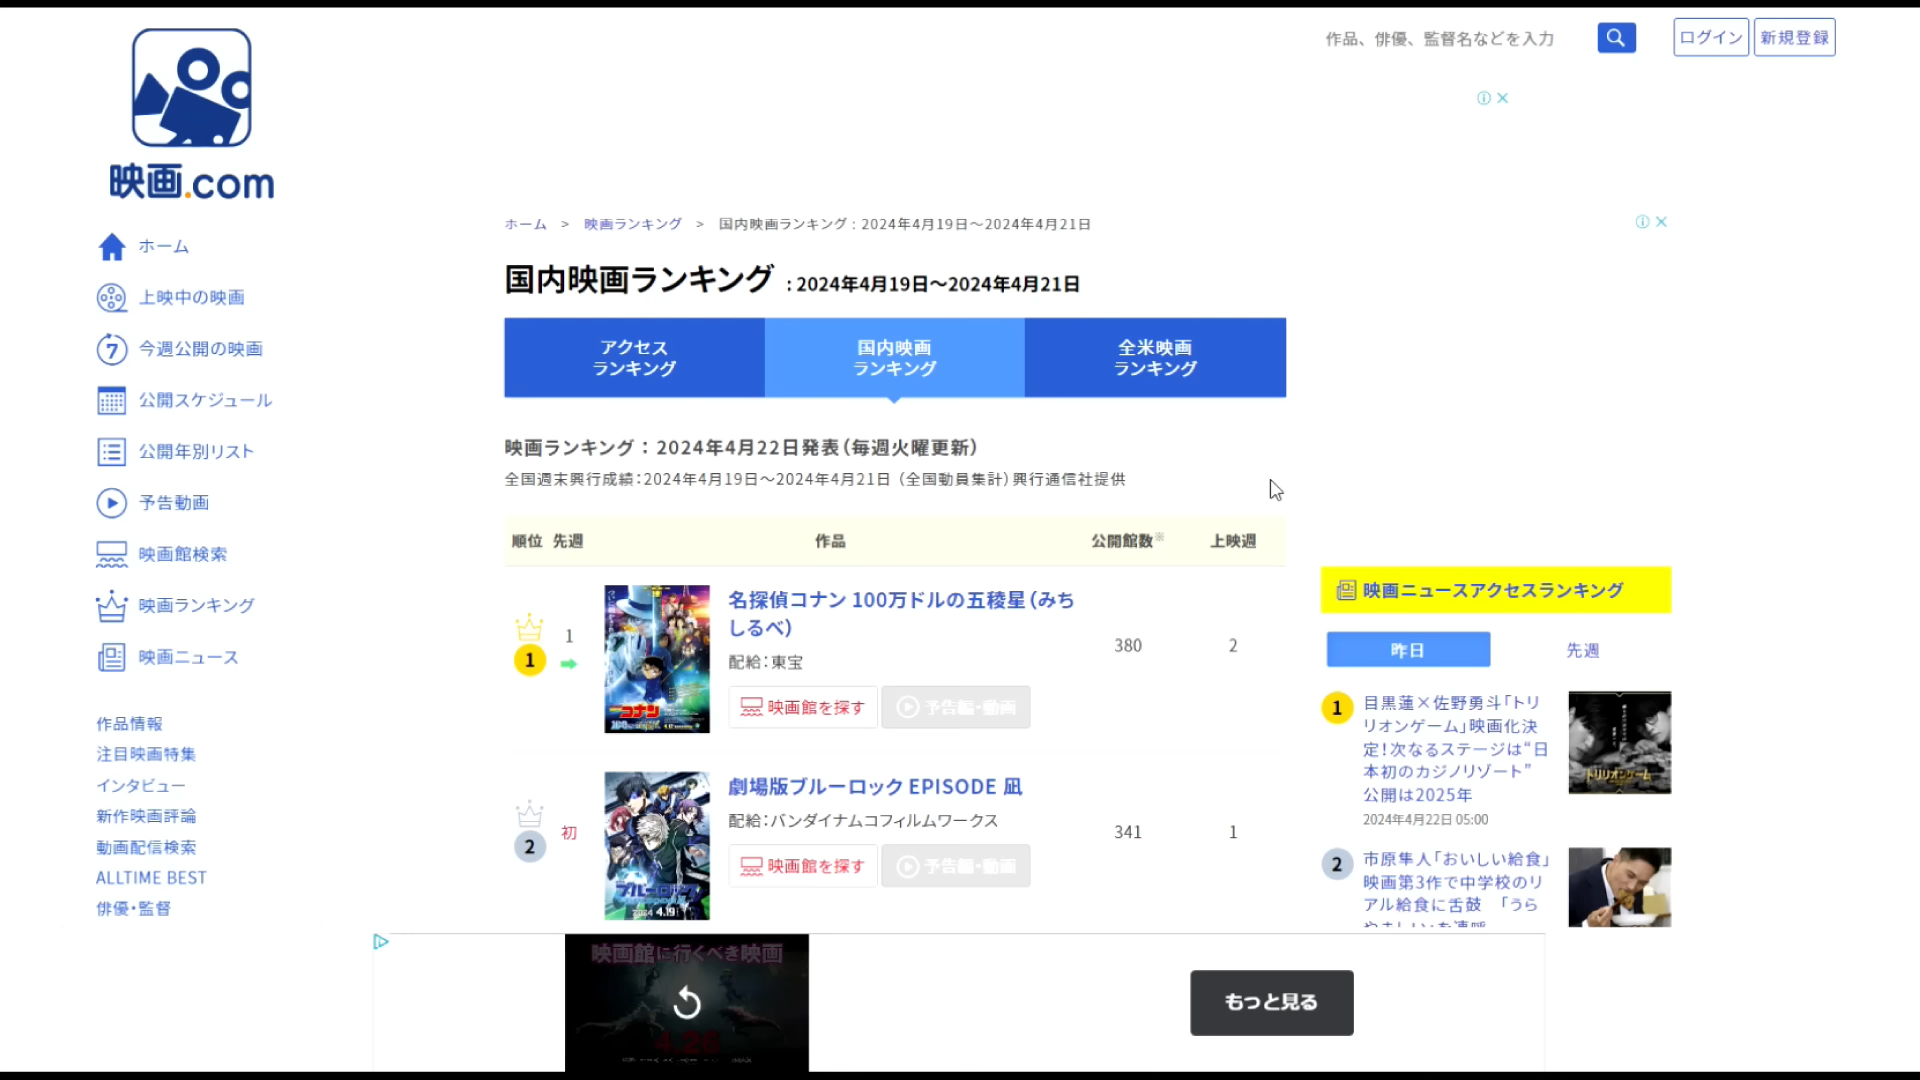 作品、俳優、監督名などを入力
ログイン
新規登録
映画.com
ホーム > 映画ランキング > 国内映画ランキング : 2024年4月19日～2024年4月21日
国内映画ランキング : 2024年4月19日～2024年4月21日
ホーム
上映中の映画
7 今週公開の映画
公開スケジュール
公開年別リスト
予告動画
映画館検索
映画ランキング
映画ニュース
作品情報
注目映画特集
インタビュー
新作映画評論
動画配信検索
ALLTIME BEST
俳優・監督
アクセス
ランキング
国内映画
ランキング
全米映画
ランキング
映画ランキング：2024年4月22日発表（毎週火曜更新）
全国週末興行成績：2024年4月19日～2024年4月21日（全国動員集計）興行通信社提供
順位 先週 作品 公開館数※ 上映週
1
1
名探偵コナン 100万ドルの五稜星（みち
しるべ）
配給：東宝
映画館を探す
予告編・動画
380
2
コナン
2
初
劇場版ブルーロック EPISODE 凪
配給：バンダイナムコフィルムワークス
映画館を探す
予告編・動画
341
1
ブルーロック
2024 4.19
映画ニュースアクセスランキング
昨日
先週
1
目黒蓮×佐野勇斗「トリ
リオンゲーム」映画化決
定！次なるステージは“日
本初のカジノリゾート”
公開は2025年
2024年4月22日 05:00
トリリオンゲーム
2
市原隼人「おいしい給食」
映画第3作で中学校のリ
アル給食に舌鼓 「うら
映画館に行くべき映画
4.26
もっと見る